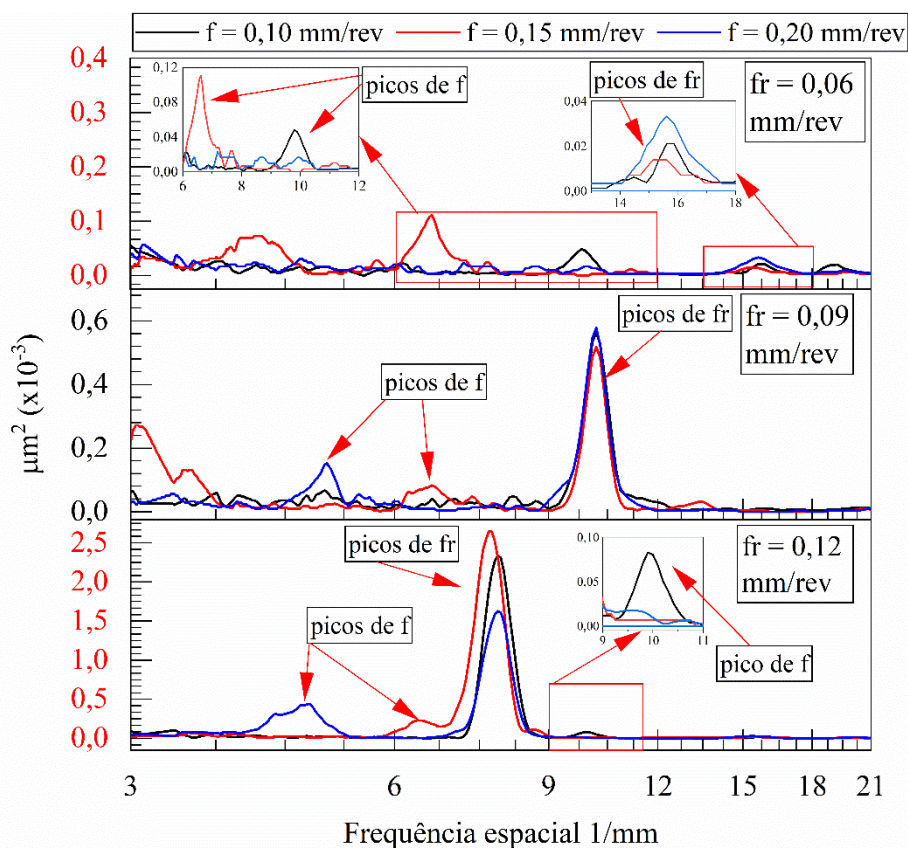 f = 0,10 mm/rev f = 0,15 mm/rev f = 0,20 mm/rev
0,4
0,3
0,2
0,1
0,0
0,12
0,08
0,04
0,00
6 8 10 12
picos de f
picos de fr
0,04
0,02
0,00
14 16 18
fr = 0,06
mm/rev
0,6
0,4
0,2
0,0
picos de f
picos de fr
fr = 0,09
mm/rev
µm² (x10⁻³)
2,5
2,0
1,5
1,0
0,5
0,0
picos de fr
picos de f
0,10
0,05
0,00
9 10 11
pico de f
fr = 0,12
mm/rev
3 6 9 12 15 18 21
Frequência espacial 1/mm